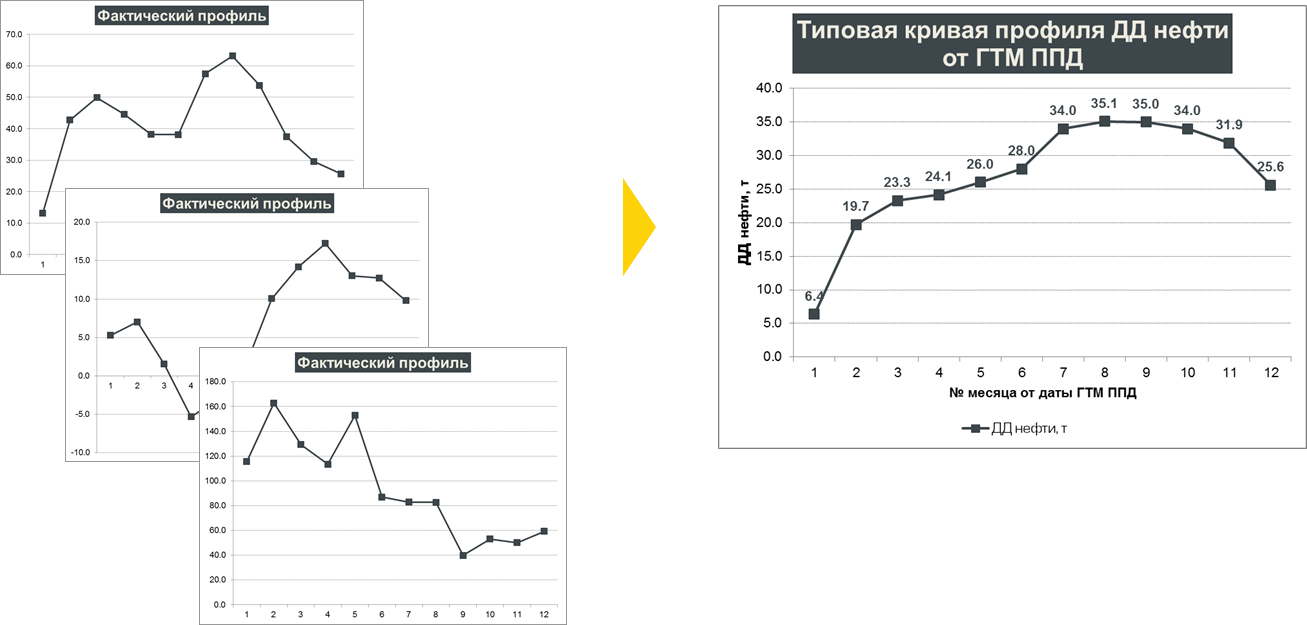 Фактический профиль
70.0
60.0
50.0
40.0
30.0
20.0
10.0
0.0
1
Фактический профиль
20.0
15.0
10.0
5.0
0.0
-5.0
-10.0
1 2 3 4
Фактический профиль
180.0
160.0
140.0
120.0
100.0
80.0
60.0
40.0
20.0
0.0
1 2 3 4 5 6 7 8 9 10 11 12
Типовая кривая профиля ДД нефти
от ГТМ ППД
ДД нефти, т
40.0
35.0
30.0
25.0
20.0
15.0
10.0
5.0
0.0
6.4 19.7 23.3 24.1 26.0 28.0 34.0 35.1 35.0 34.0 31.9 25.6
1 2 3 4 5 6 7 8 9 10 11 12
№ месяца от даты ГТМ ППД
ДД нефти, т